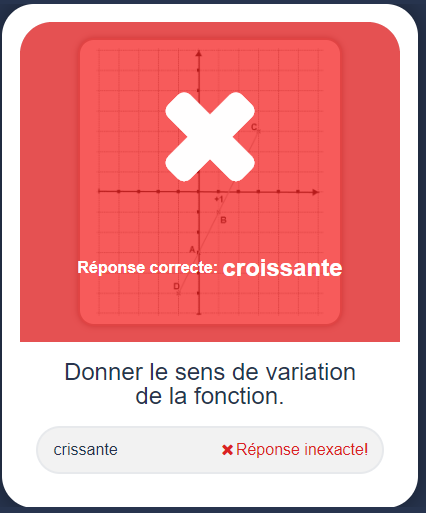 C
+1
B
A
Réponse correcte: croissante
D
Donner le sens de variation
de la fonction.
crissante ✖ Réponse inexacte!